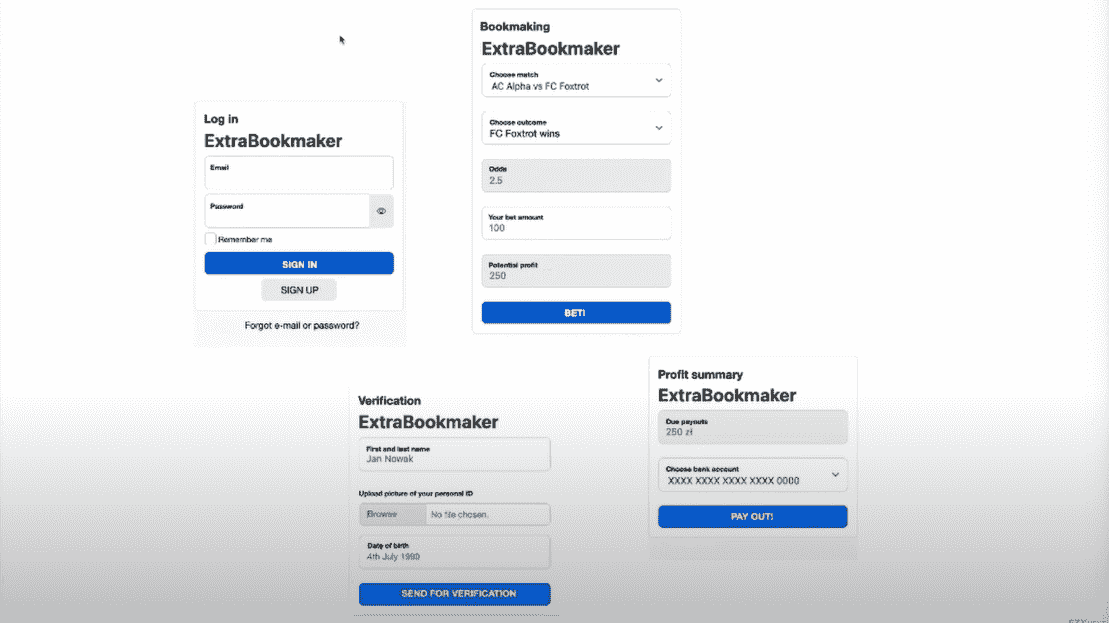 Log in
ExtraBookmaker
Email
Password
Remember me
SIGN IN
SIGN UP
Forgot e-mail or password?
Bookmaking
ExtraBookmaker
Choose match
AC Alpha vs FC Foxtrot
Choose outcome
FC Foxtrot wins
Odds
2.5
Your bet amount
100
Potential profit
250
BET!
Verification
ExtraBookmaker
First and last name
Jan Nowak
Upload picture of your personal ID
Browse No file chosen.
Date of birth
4th July 1990
SEND FOR VERIFICATION
Profit summary
ExtraBookmaker
Due payouts
250 zł
Choose bank account
XXXX XXXX XXXX XXXX 0000
PAY OUT!